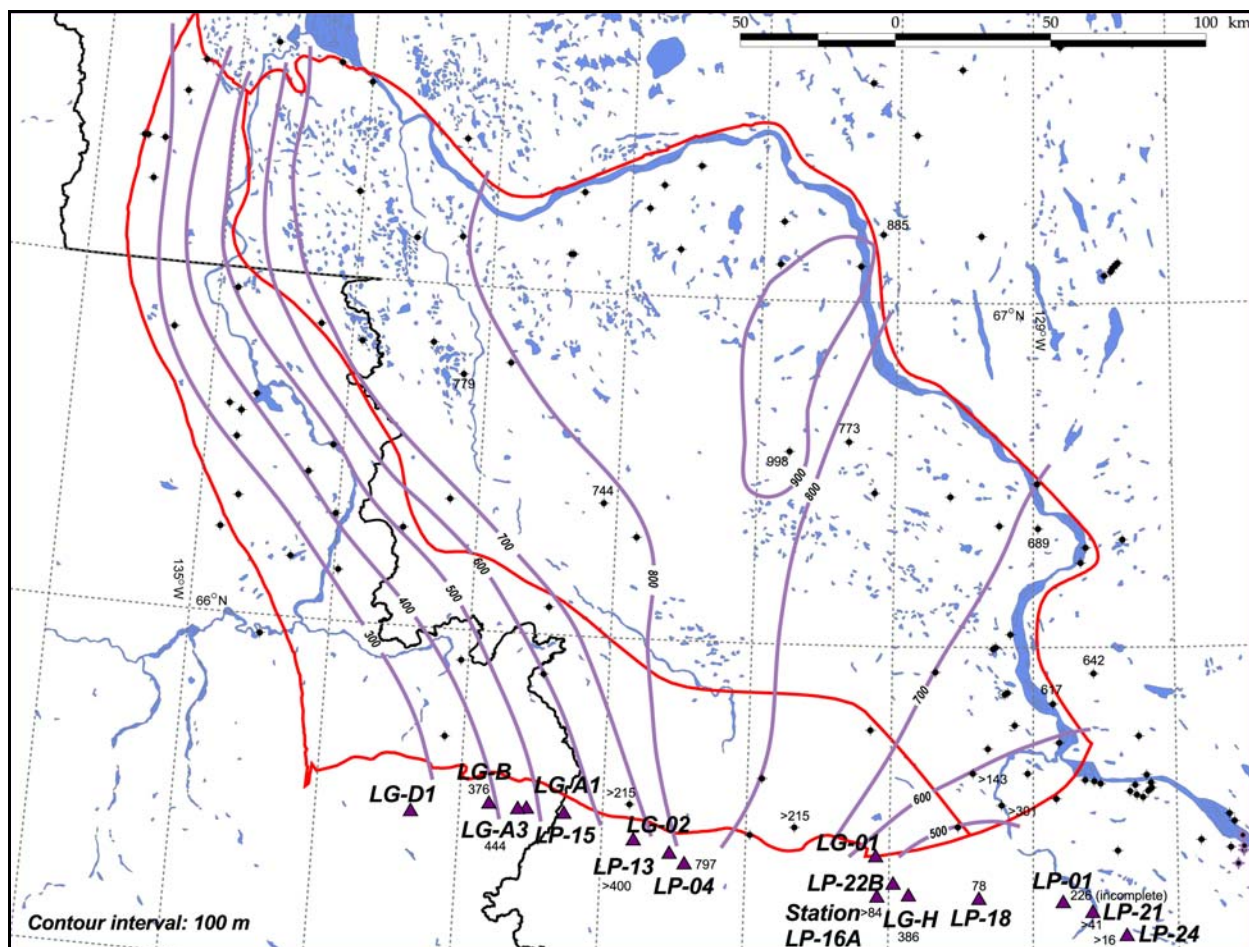 50 0 50 100 km
885
67°N
129°W
779
773
998
900
800
744
700
689
800
600
500
135°W
66°N
400
300
642
617
700
LG-B
LG-A1
376
>215
>143
600
LG-D1
>301
500
LG-02
>215
LG-A3
LP-15
LG-01
444
LP-13
797
LP-04
>400
LP-22B
78
LP-01
226 (incomplete)
Station
>84
LG-H
LP-18
LP-21
>41
LP-16A
386
>16
LP-24
Contour interval: 100 m